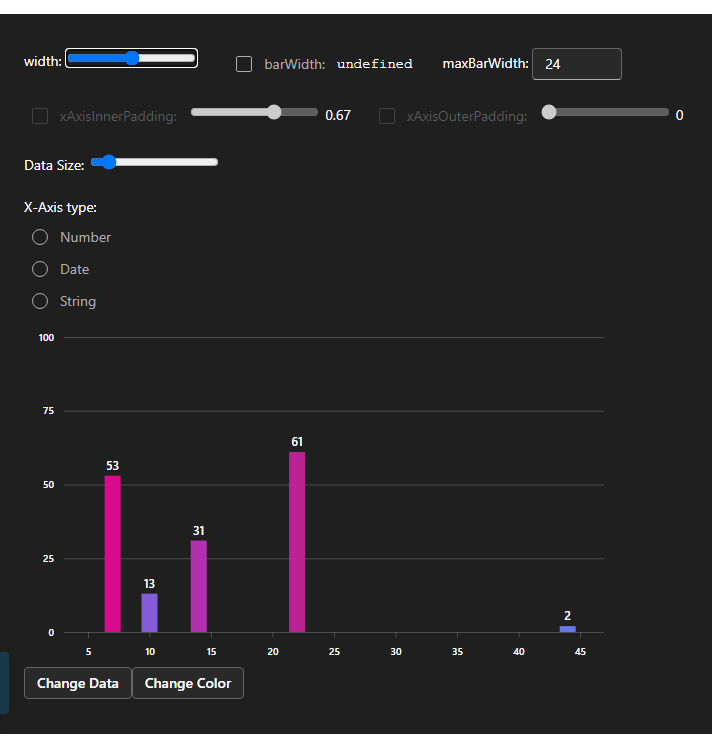 width: barWidth: undefined maxBarWidth: 24
xAxisInnerPadding: 0.67 xAxisOuterPadding: 0
Data Size:
X-Axis type:
Number
Date
String
100
75
61
53
50
31
25
13
2
0
5 10 15 20 25 30 35 40 45
Change Data Change Color